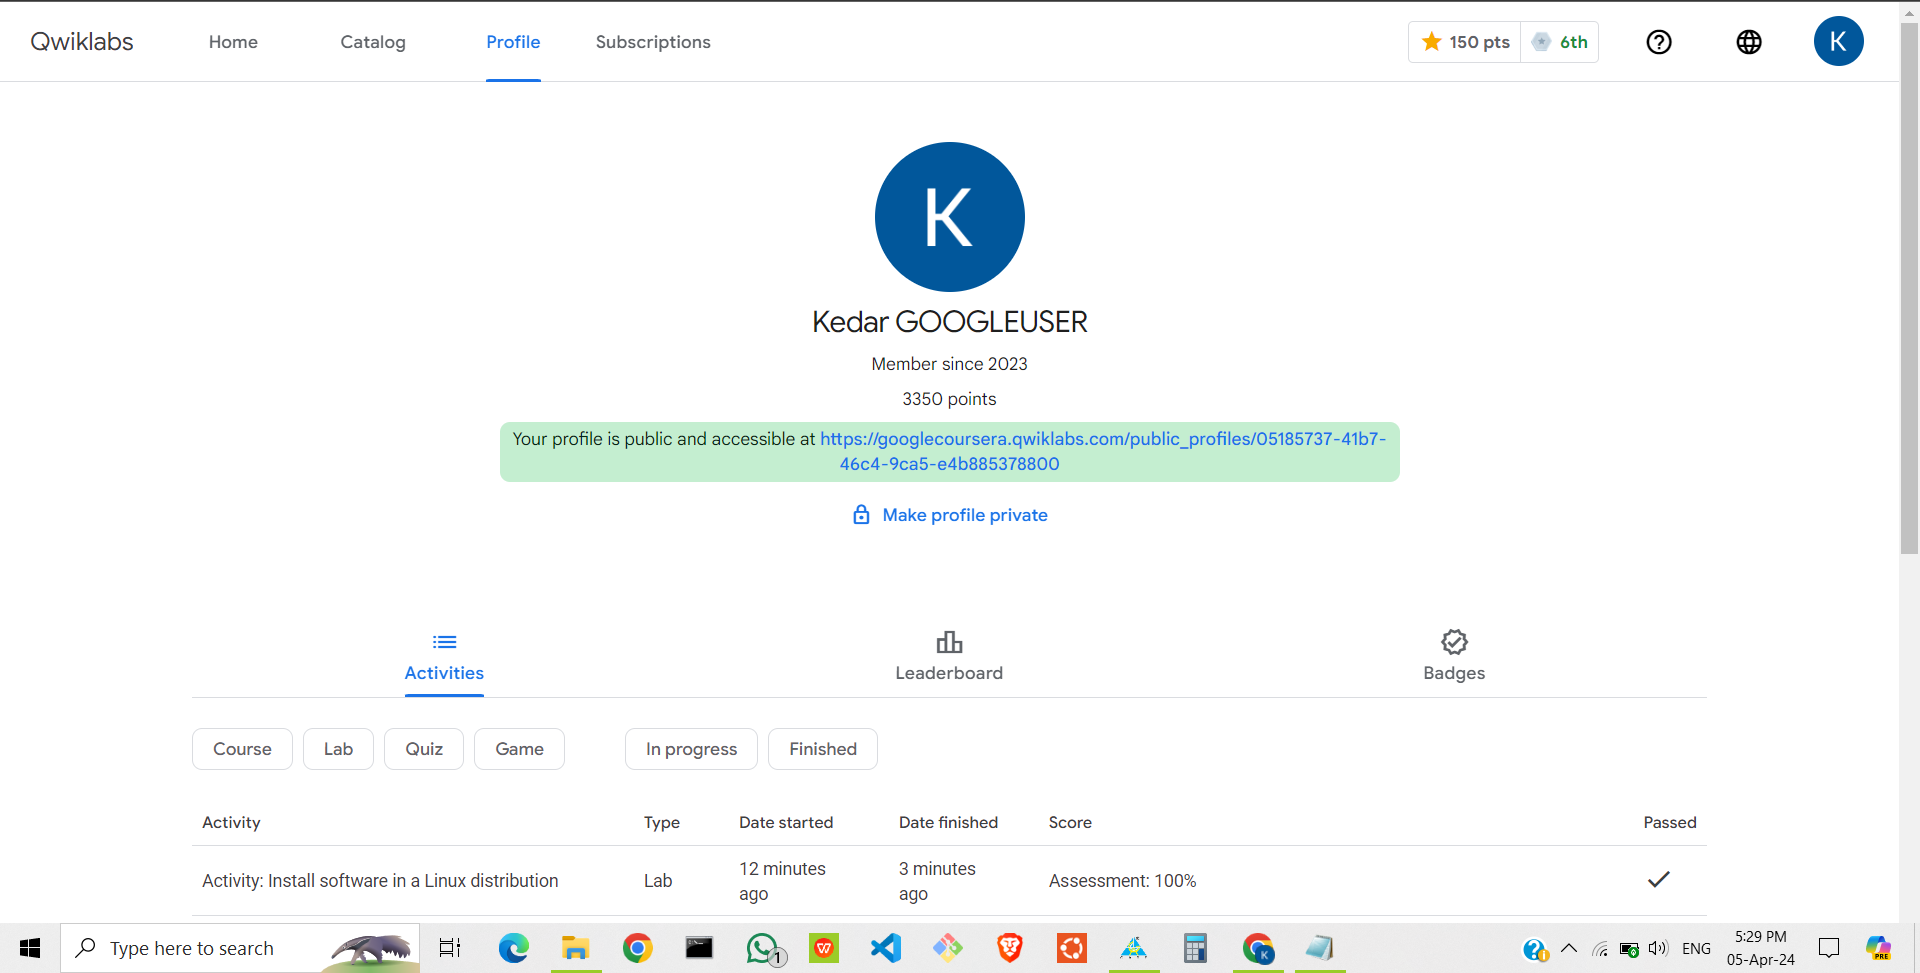 Qwiklabs
Home
Catalog
Profile
Subscriptions
150 pts
6th
K
K
Kedar GOOGLEUSER
Member since 2023
3350 points
Your profile is public and accessible at https://googlecoursera.qwiklabs.com/public_profiles/05185737-41b7-
46c4-9ca5-e4b885378800
Make profile private
Activities
Leaderboard
Badges
Course
Lab
Quiz
Game
In progress
Finished
Activity
Type
Date started
Date finished
Score
Passed
Activity: Install software in a Linux distribution
Lab
12 minutes
ago
3 minutes
ago
Assessment: 100%
Type here to search
1
K
ENG
5:29 PM
05-Apr-24
PRE